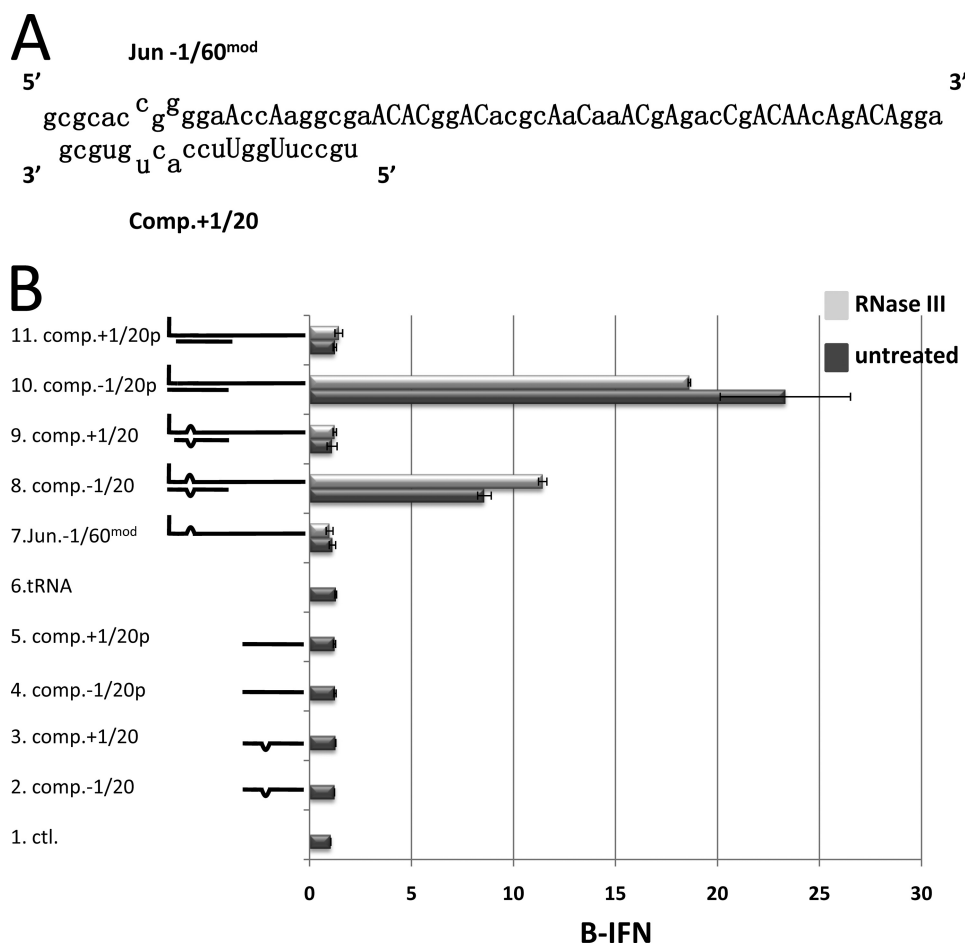 A
Jun -1/60mod
5’ 3’
gcgcac c g g ggaAccAaggcgaACACggACacgcAaCaaACgAgacCgACAAcAgACAgga
gcgug u c a ccuUggUuccgu
3’ 5’
Comp.+1/20
B
RNase III
untreated
11. comp.+1/20p
10. comp.-1/20p
9. comp.+1/20
8. comp.-1/20
7.Jun.-1/60mod
6.tRNA
5. comp.+1/20p
4. comp.-1/20p
3. comp.+1/20
2. comp.-1/20
1. ctl.
0 5 10 15 20 25 30
B-IFN